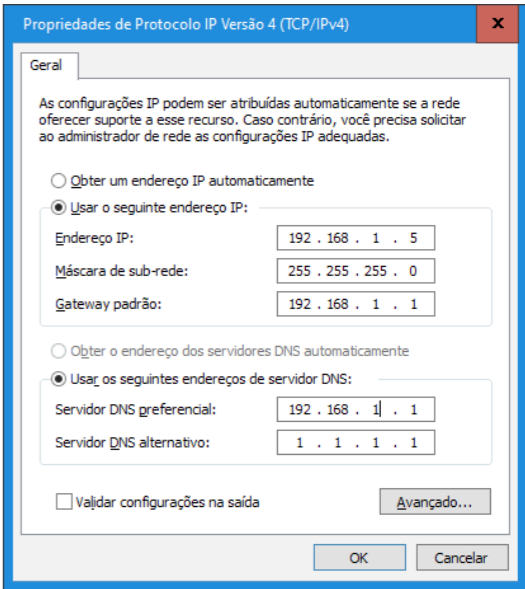 Propriedades de Protocolo IP Versão 4 (TCP/IPv4)
x
Geral
As configurações IP podem ser atribuídas automaticamente se a rede
oferecer suporte a esse recurso. Caso contrário, você precisa solicitar
ao administrador de rede as configurações IP adequadas.
Obter um endereço IP automaticamente
Usar o seguinte endereço IP:
Endereço IP: 192 . 168 . 1 . 5
Máscara de sub-rede: 255 . 255 . 255 . 0
Gateway padrão: 192 . 168 . 1 . 1
Obter o endereço dos servidores DNS automaticamente
Usar os seguintes endereços de servidor DNS:
Servidor DNS preferencial: 192 . 168 . 1 . 1
Servidor DNS alternativo: 1 . 1 . 1 . 1
Validar configurações na saída
Avançado...
OK Cancelar